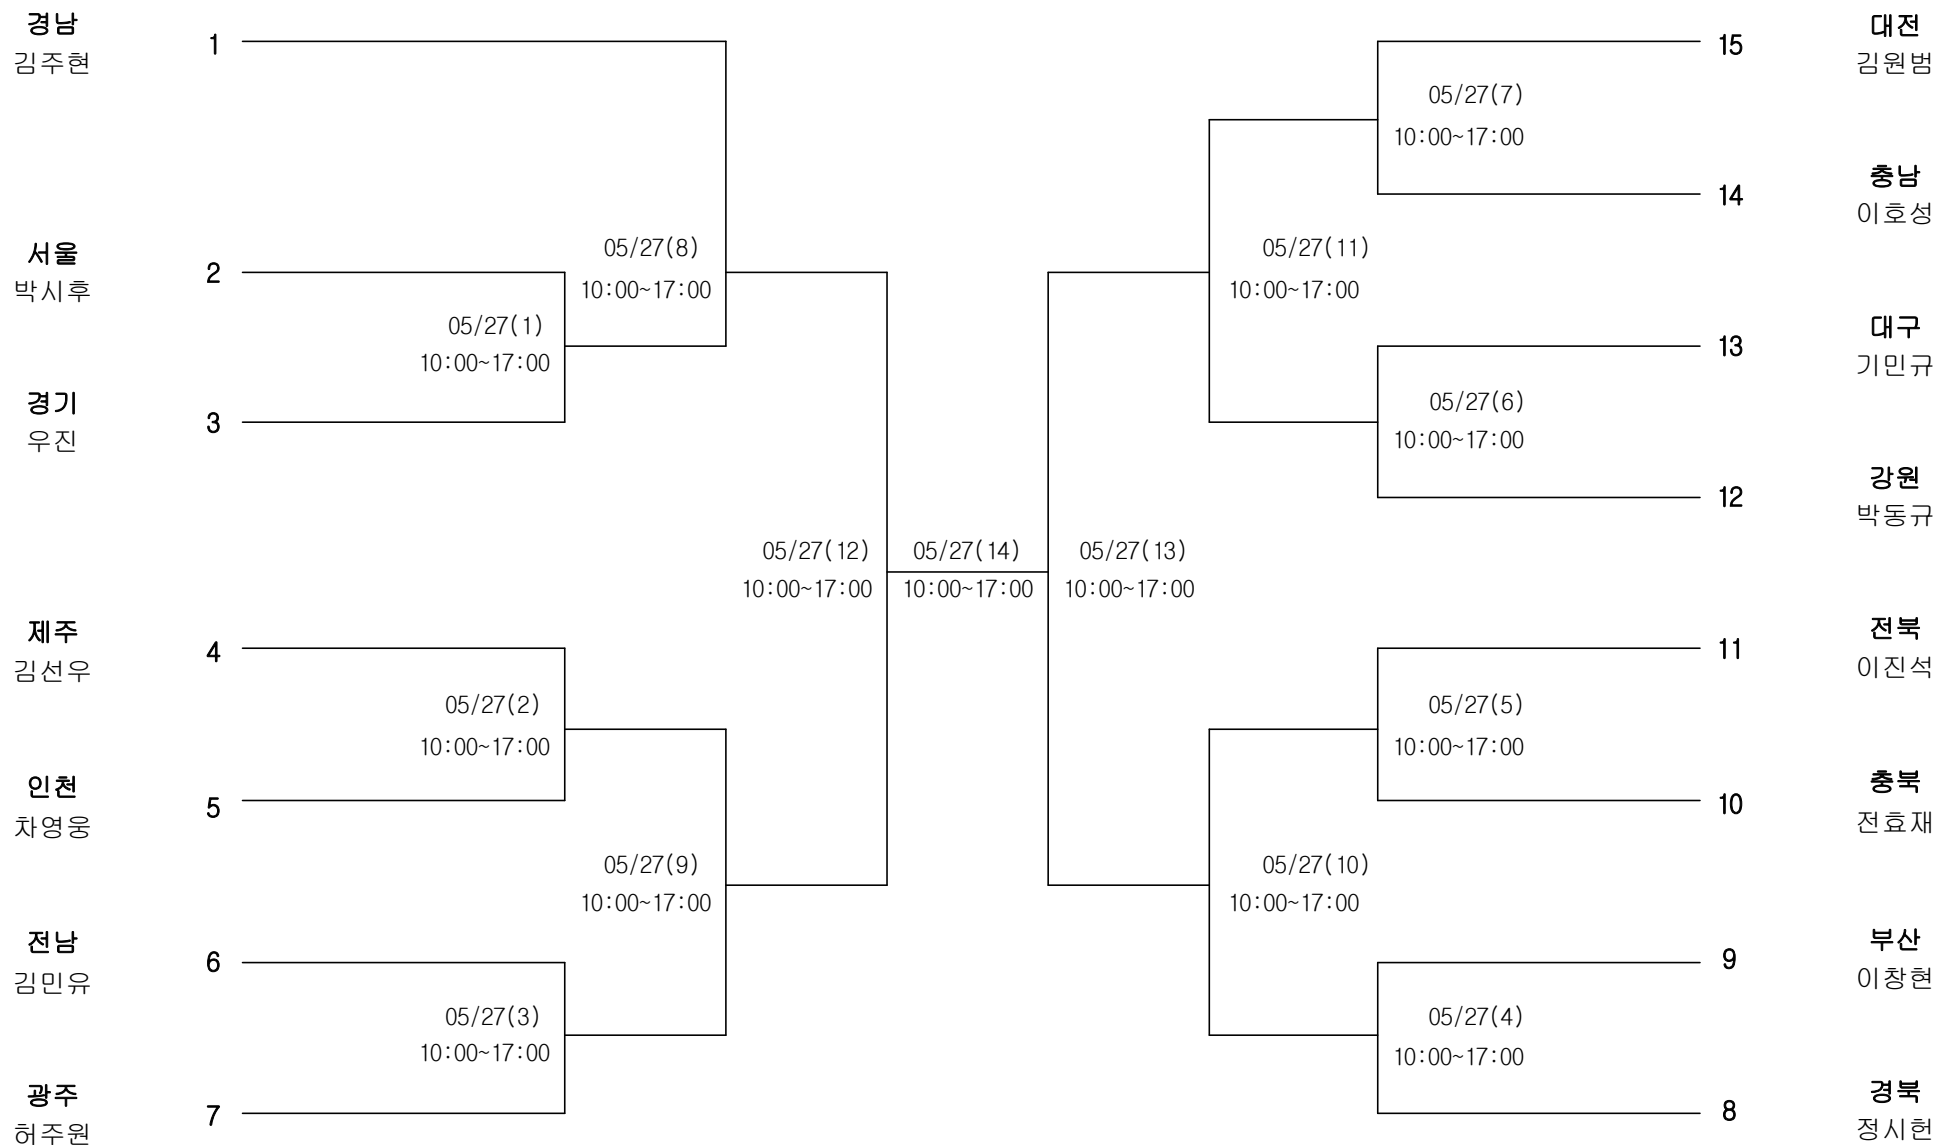 경남
김주현
1
서울
박시후
2
05/27(8)
10:00~17:00
05/27(1)
10:00~17:00
경기
우진
3
05/27(12)
10:00~17:00
제주
김선우
4
05/27(2)
10:00~17:00
인천
차영웅
5
05/27(9)
10:00~17:00
전남
김민유
6
05/27(3)
10:00~17:00
광주
허주원
7
05/27(14)
10:00~17:00
15
대전
김원범
05/27(7)
10:00~17:00
14
충남
이호성
05/27(11)
10:00~17:00
13
대구
기민규
05/27(6)
10:00~17:00
12
강원
박동규
05/27(13)
10:00~17:00
11
전북
이진석
05/27(5)
10:00~17:00
10
충북
전효재
05/27(10)
10:00~17:00
9
부산
이창현
05/27(4)
10:00~17:00
8
경북
정시헌